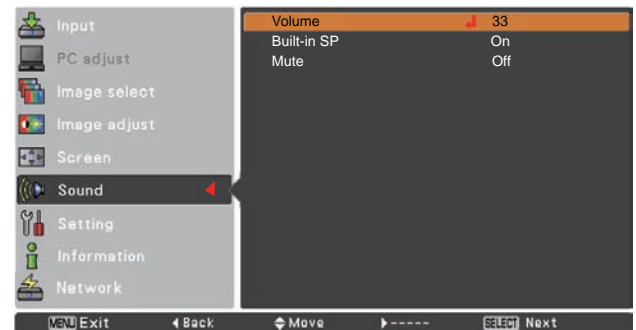 Input
PC adjust
Image select
Image adjust
Screen
Sound
Setting
Information
Network
Volume 33
Built-in SP On
Mute Off
MENU Exit Back Move ----- SELECT Next